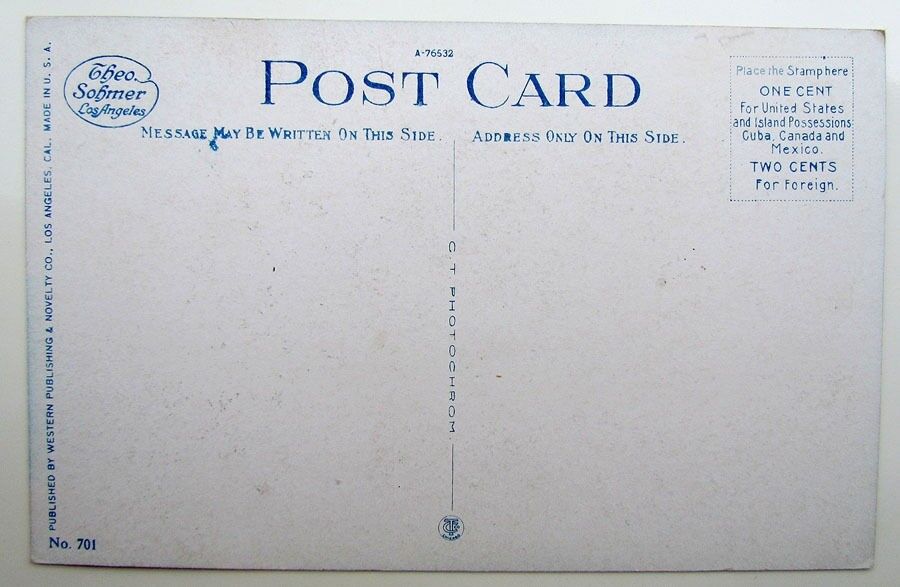 A-76532
POST CARD
Theo.
Sohmer
Los Angeles
MESSAGE MAY BE WRITTEN ON THIS SIDE.
ADDRESS ONLY ON THIS SIDE.
Place the Stamp here
ONE CENT
For United States
and Island Possessions
Cuba, Canada and
Mexico.
TWO CENTS
For Foreign.
C. T. PHOTOCHROM
PUBLISHED BY WESTERN PUBLISHING & NOVELTY CO., LOS ANGELES, CAL. MADE IN U. S. A.
No. 701